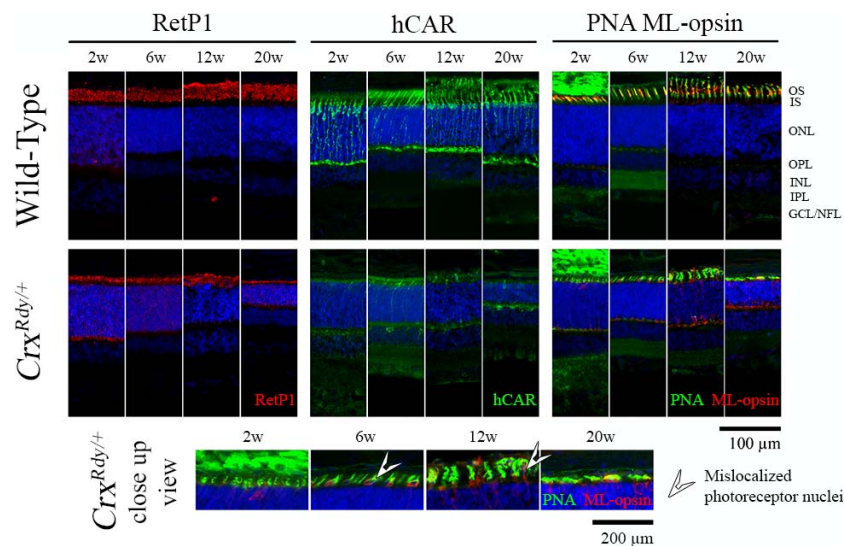 RetP1 hCAR PNA ML-opsin
2w 6w 12w 20w 2w 6w 12w 20w 2w 6w 12w 20w
Wild-Type
OS
IS
ONL
OPL
INL
IPL
GCL/NFL
Crx^Rdy/+
RetP1 hCAR PNA ML-opsin
100 µm
Crx^Rdy/+
close up
view
2w 6w 12w 20w
PNA ML-opsin
Mislocalized
photoreceptor nuclei
200 µm